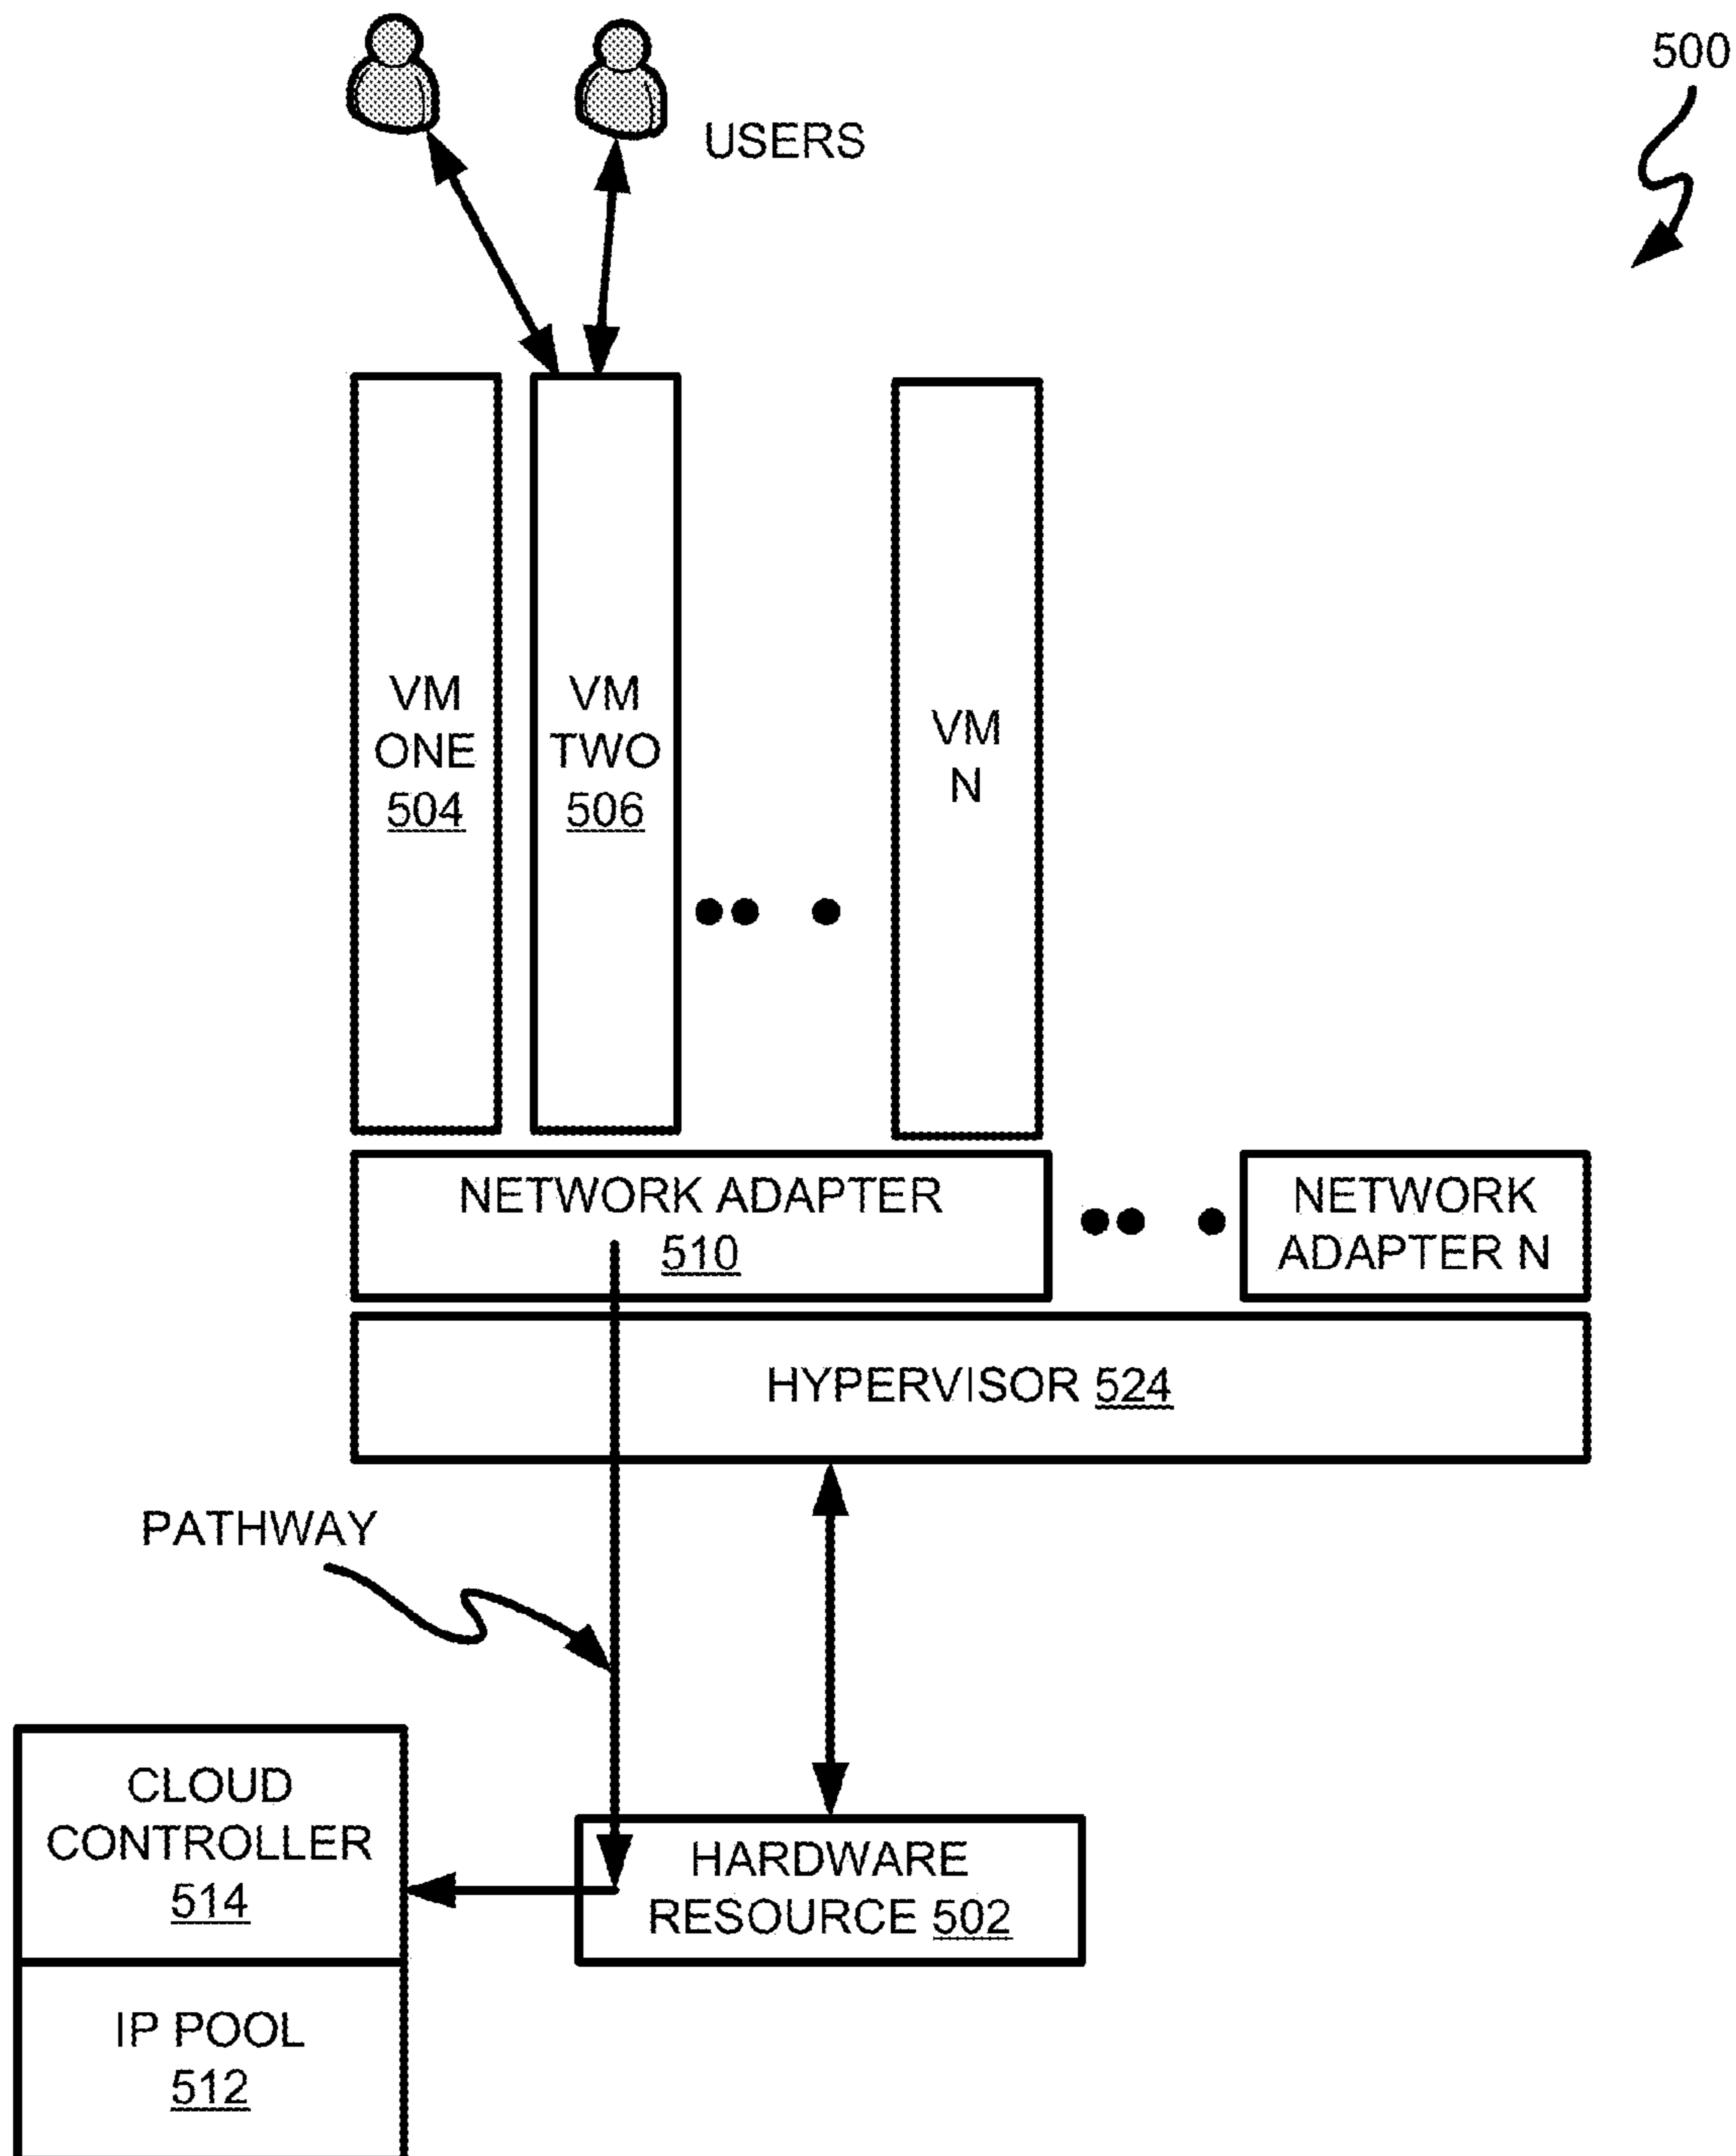 500
USERS
VM
ONE
504
VM
TWO
506
VM
N
NETWORK ADAPTER
510
NETWORK
ADAPTER N
HYPERVISOR 524
PATHWAY
CLOUD
CONTROLLER
514
HARDWARE
RESOURCE 502
IP POOL
512